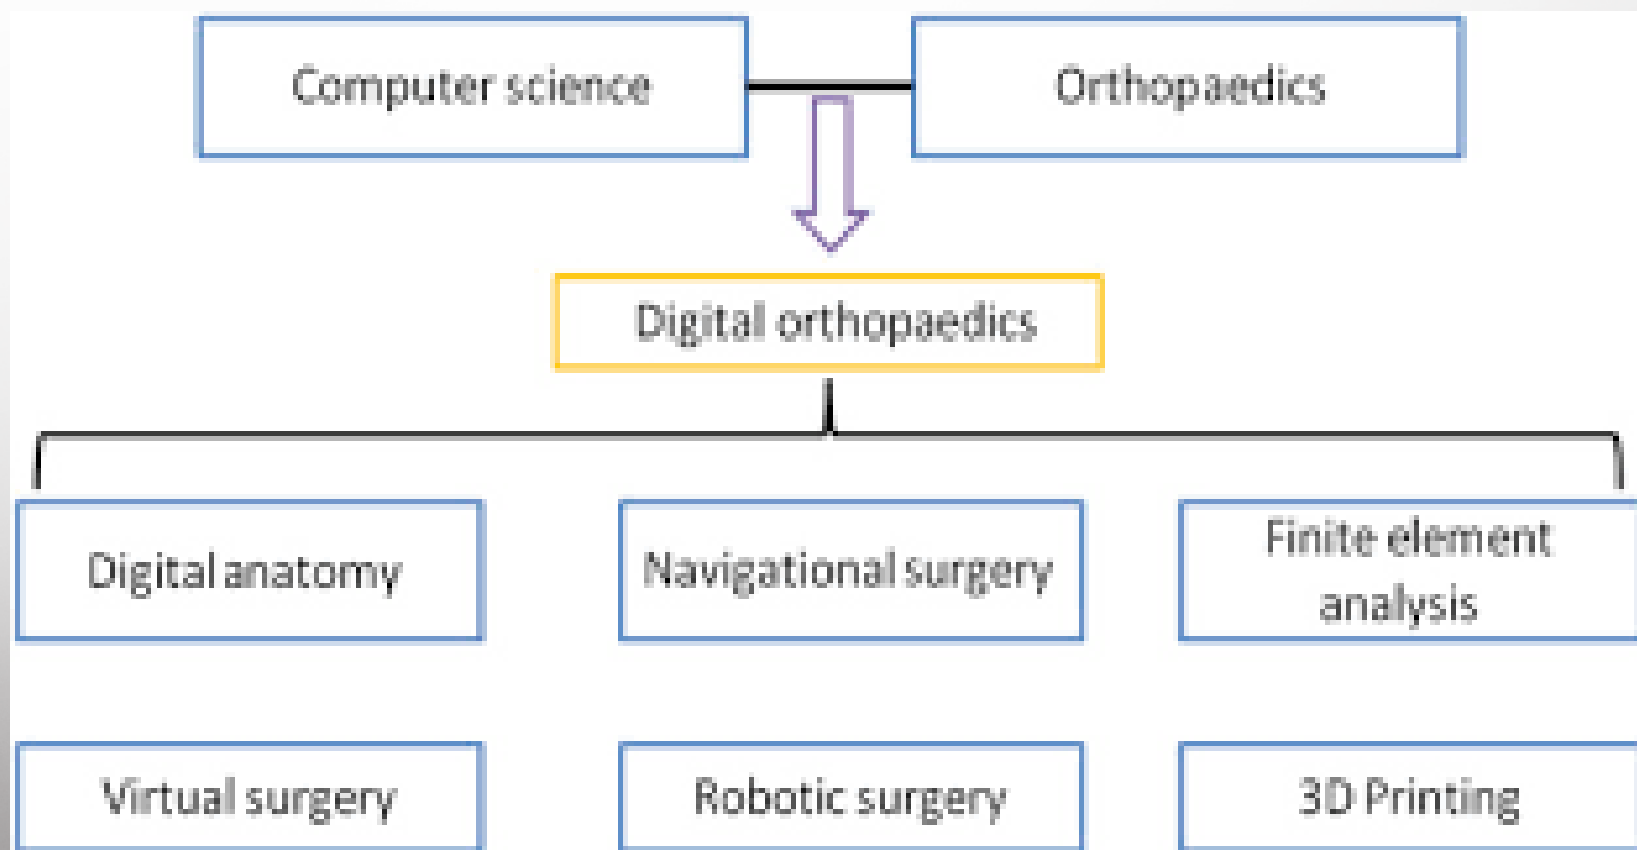 Computer science
Orthopaedics
Digital orthopaedics
Digital anatomy
Navigational surgery
Finite element
analysis
Virtual surgery
Robotic surgery
3D Printing